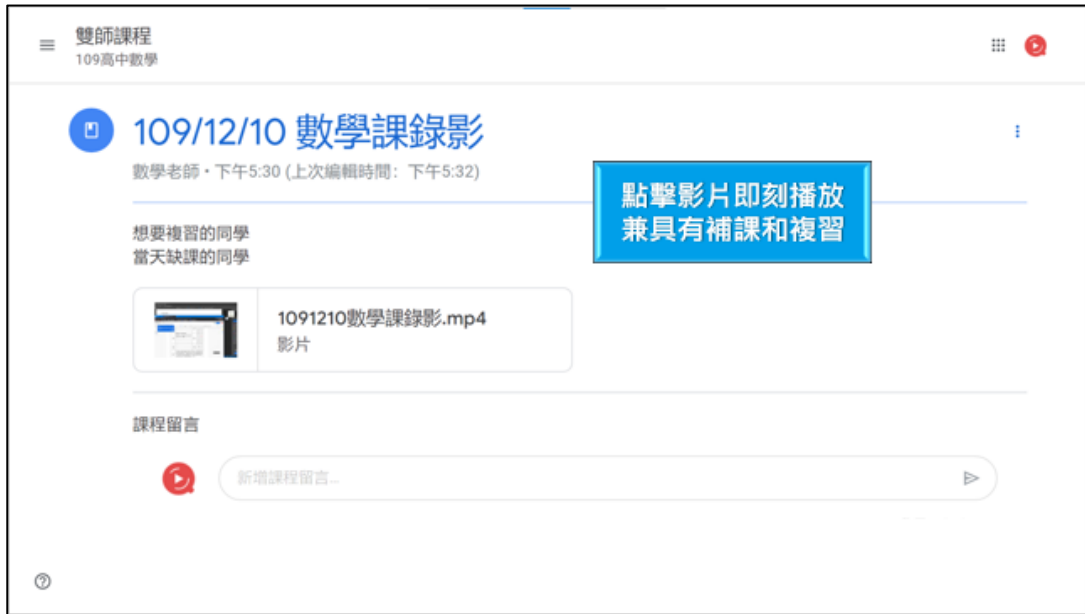 雙師課程
109高中數學
109/12/10 數學課錄影
數學老師・下午5:30 (上次編輯時間：下午5:32)
點擊影片即刻播放
兼具有補課和複習
想要複習的同學
當天缺課的同學
1091210數學課錄影.mp4
影片
課程留言
新增課程留言…